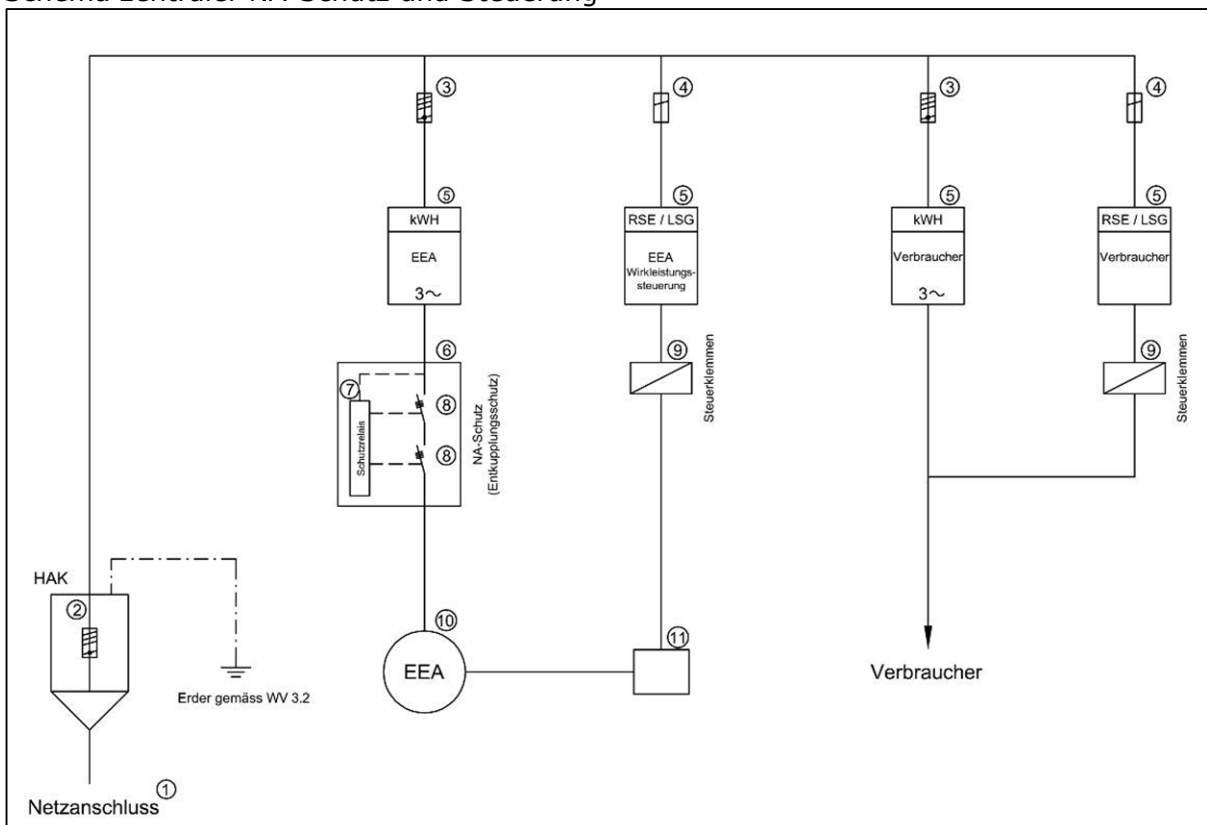 Schema zentraler NA-Schutz und Steuerung
③
④
③
④
⑤
⑤
⑤
⑤
kWH
EEA
3～
RSE / LSG
EEA
Wirkleistungs-
steuerung
kWH
Verbraucher
3～
RSE / LSG
Verbraucher
⑥
⑦
Schutzrelais
⑧
⑧
NA-Schutz
(Entkupplungsschutz)
⑨
Steuerklemmen
⑨
Steuerklemmen
HAK
②
Erder gemäss WV 3.2
⑩
EEA
⑪
Verbraucher
Netzanschluss ①